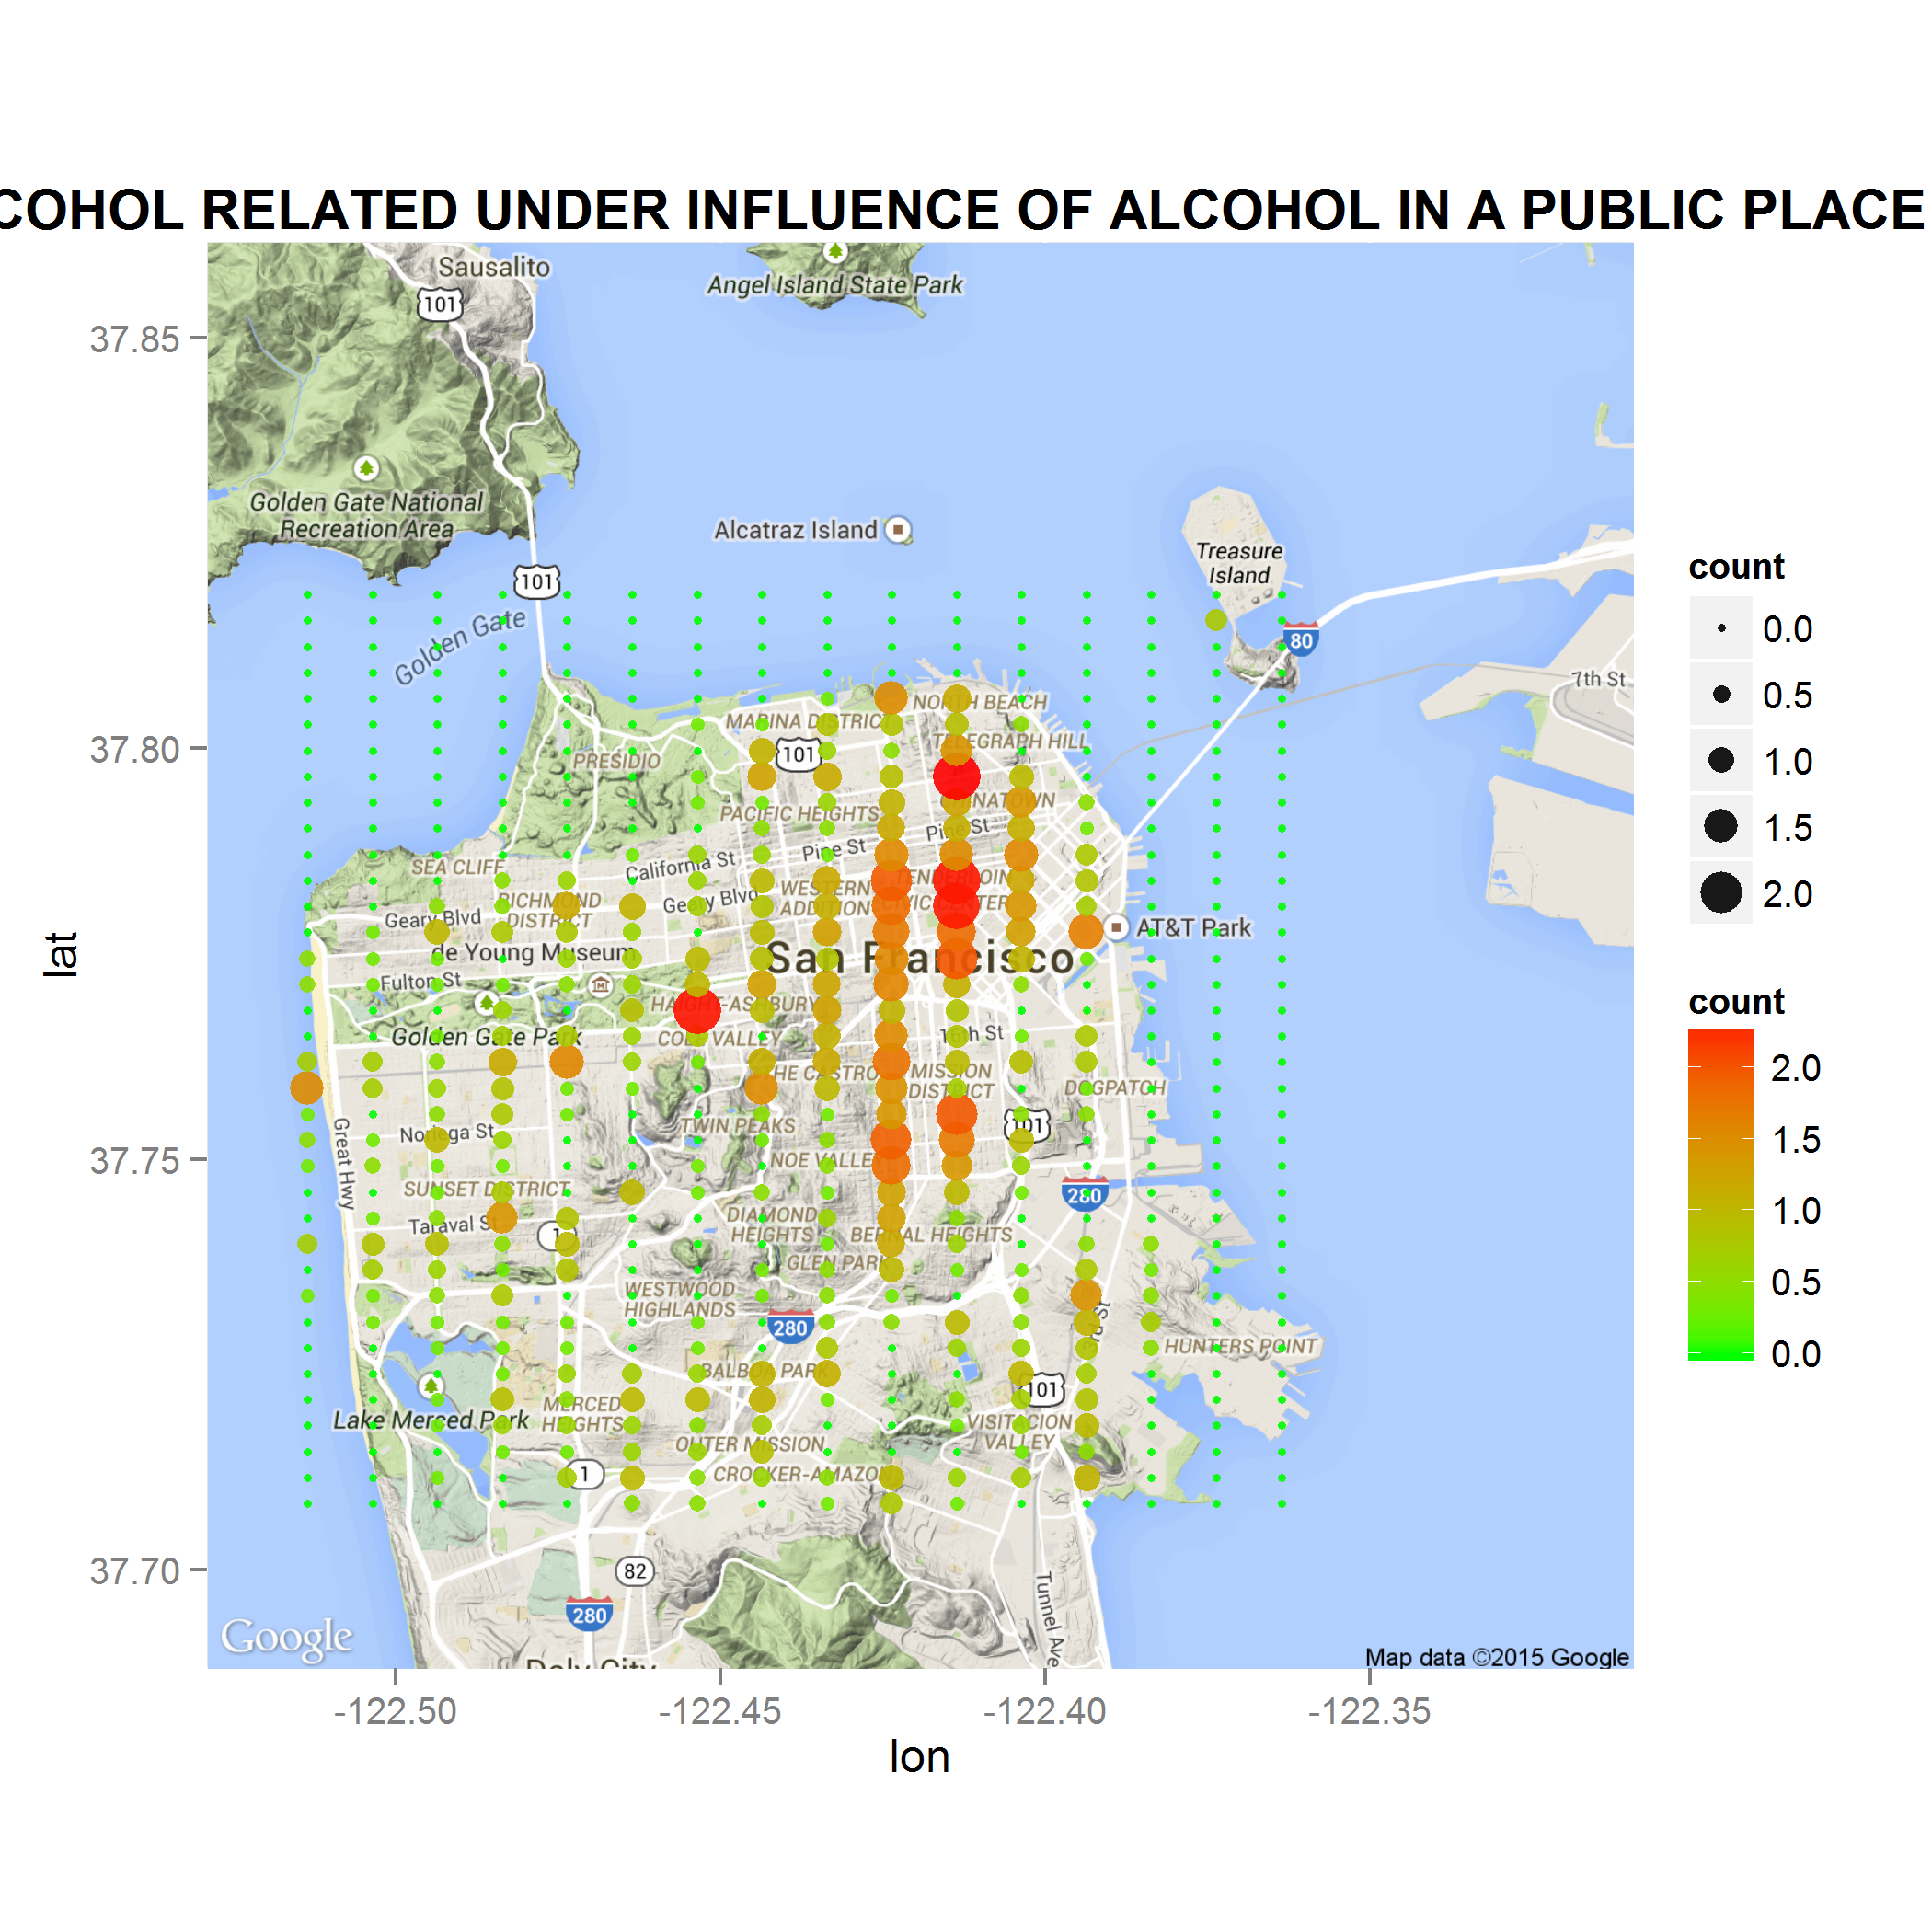 COHOL RELATED UNDER INFLUENCE OF ALCOHOL IN A PUBLIC PLACE
Sausalito
101
Angel Island State Park
37.85
Golden Gate National
Recreation Area
Alcatraz Island
Treasure
Island
101
Golden Gate
80
7th St
NORTH BEACH
MARINA DISTRICT
TELEGRAPH HILL
37.80
101
PRESIDIO
CHINATOWN
PACIFIC HEIGHTS
Pine St
Pine St
California St
SEA CLIFF
TENDERLOIN
WESTERN
ADDITION
CIVIC CENTER
RICHMOND
DISTRICT
Geary Blvd
Geary Blvd
AT&T Park
de Young Museum
San Francisco
Fulton St
HAIGHT-ASHBURY
Golden Gate Park
COLE VALLEY
16th St
THE CASTRO
MISSION
DISTRICT
DOGPATCH
Great Hwy
Noriega St
TWIN PEAKS
101
37.75
NOE VALLEY
SUNSET DISTRICT
280
Taraval St
1
DIAMOND
HEIGHTS
BERNAL HEIGHTS
GLEN PARK
WESTWOOD
HIGHLANDS
3rd St
280
HUNTERS POINT
BALBOA PARK
101
Lake Merced Park
MERCED
HEIGHTS
VISITACION
VALLEY
OUTER MISSION
1
CROCKER-AMAZON
37.70
82
Tunnel Ave
280
Google
Daly City
Map data ©2015 Google
-122.50
-122.45
-122.40
-122.35
lon
lat
count
0.0
0.5
1.0
1.5
2.0
count
2.0
1.5
1.0
0.5
0.0